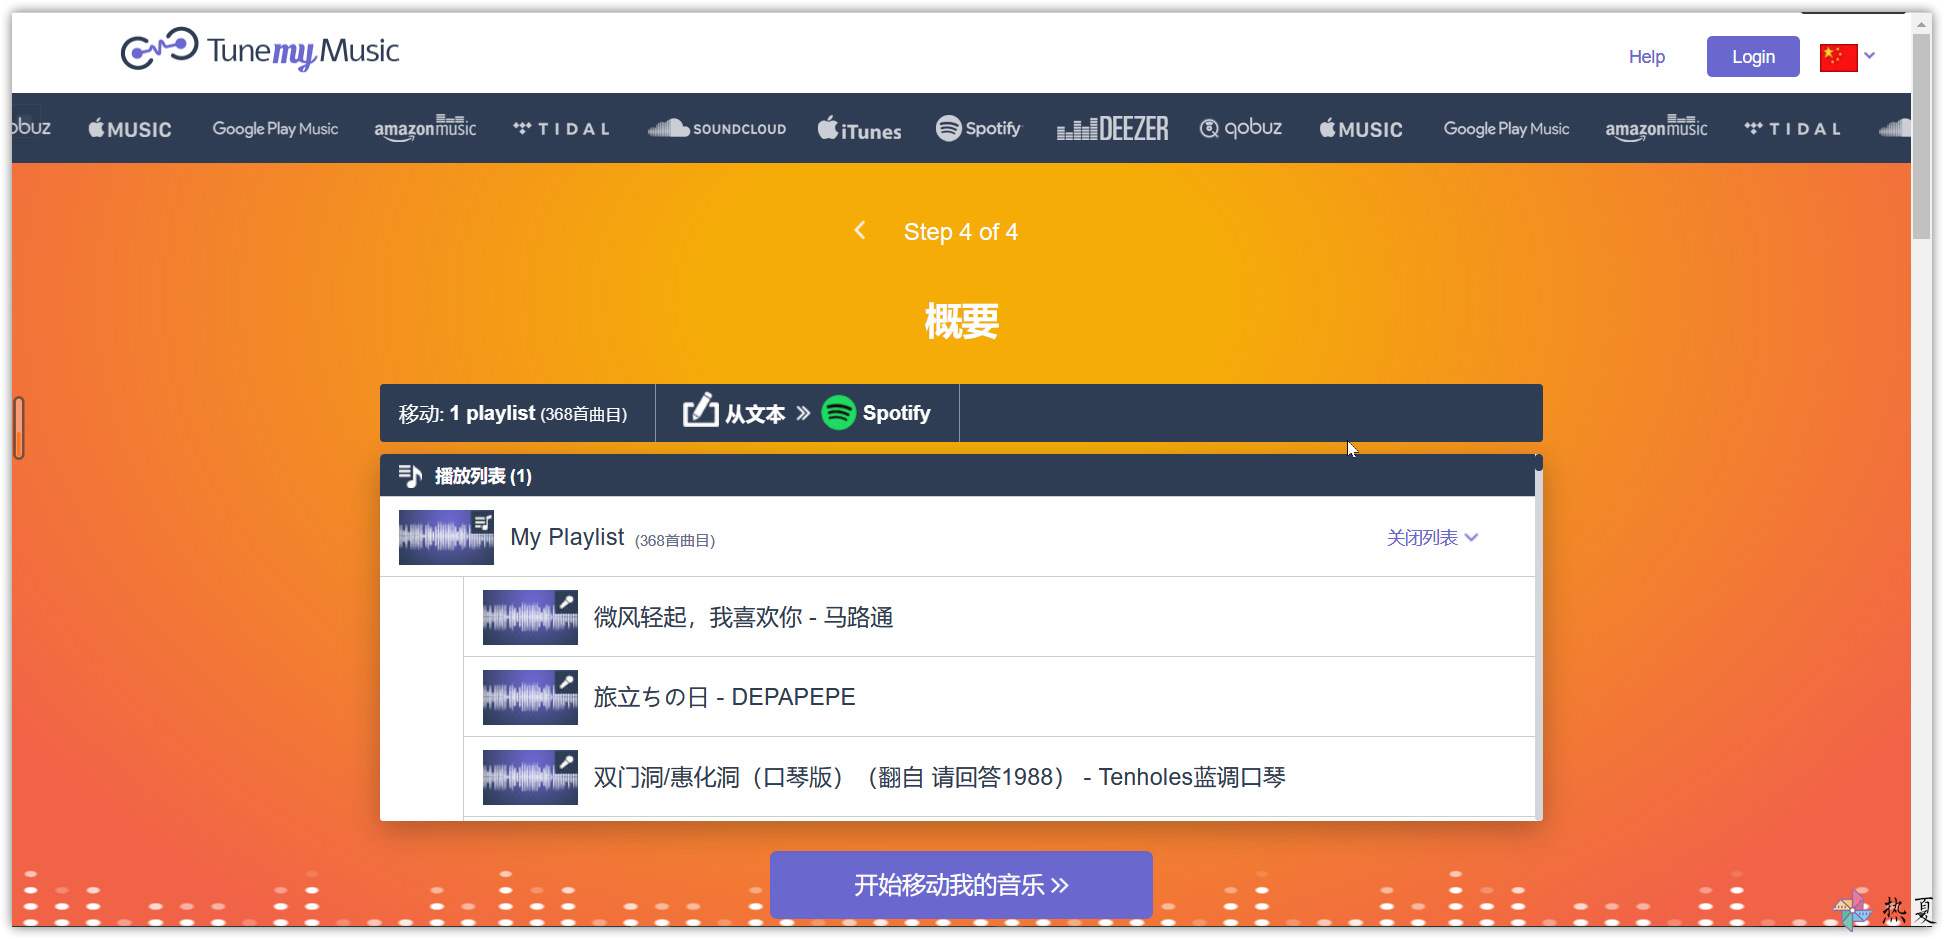 Tune my Music
Help
Login
obuz
MUSIC
Google Play Music
amazon music
TIDAL
SOUNDCLOUD
iTunes
Spotify
DEEZER
qobuz
MUSIC
Google Play Music
amazon music
TIDAL
Step 4 of 4
概要
移动: 1 playlist (368首曲目)
从文本
Spotify
播放列表 (1)
My Playlist (368首曲目)
关闭列表
微风轻起，我喜欢你 - 马路通
旅立ちの日 - DEPAPEPE
双门洞/惠化洞（口琴版）（翻自 请回答1988） - Tenholes蓝调口琴
开始移动我的音乐
热夏